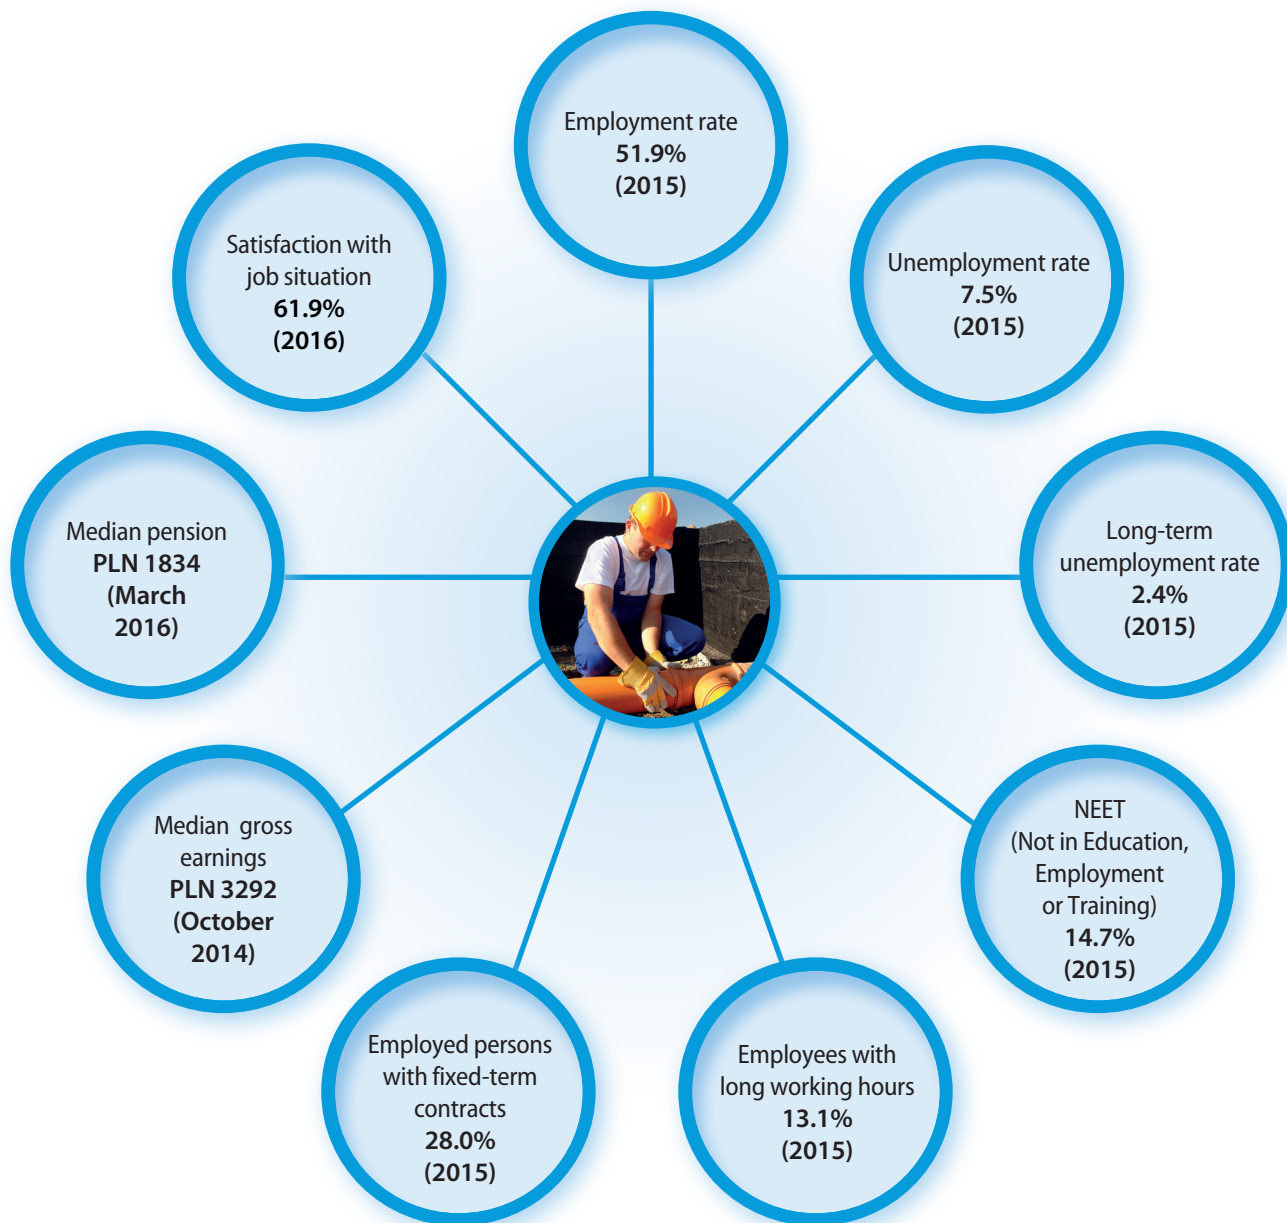 Employment rate
51.9%
(2015)
Unemployment rate
7.5%
(2015)
Long-term
unemployment rate
2.4%
(2015)
NEET
(Not in Education,
Employment
or Training)
14.7%
(2015)
Employees with
long working hours
13.1%
(2015)
Employed persons
with fixed-term
contracts
28.0%
(2015)
Median gross
earnings
PLN 3292
(October
2014)
Median pension
PLN 1834
(March
2016)
Satisfaction with
job situation
61.9%
(2016)